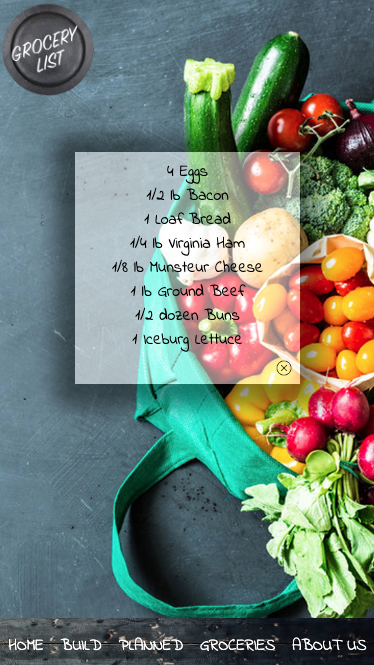 GROCERY
LIST
4 Eggs
1/2 lb Bacon
1 Loaf Bread
1/4 lb Virginia Ham
1/8 lb Munsteur Cheese
1 lb Ground Beef
1/2 dozen Buns
1 Iceburg Lettuce
HOME BUILD PLANNED GROCERIES ABOUT US